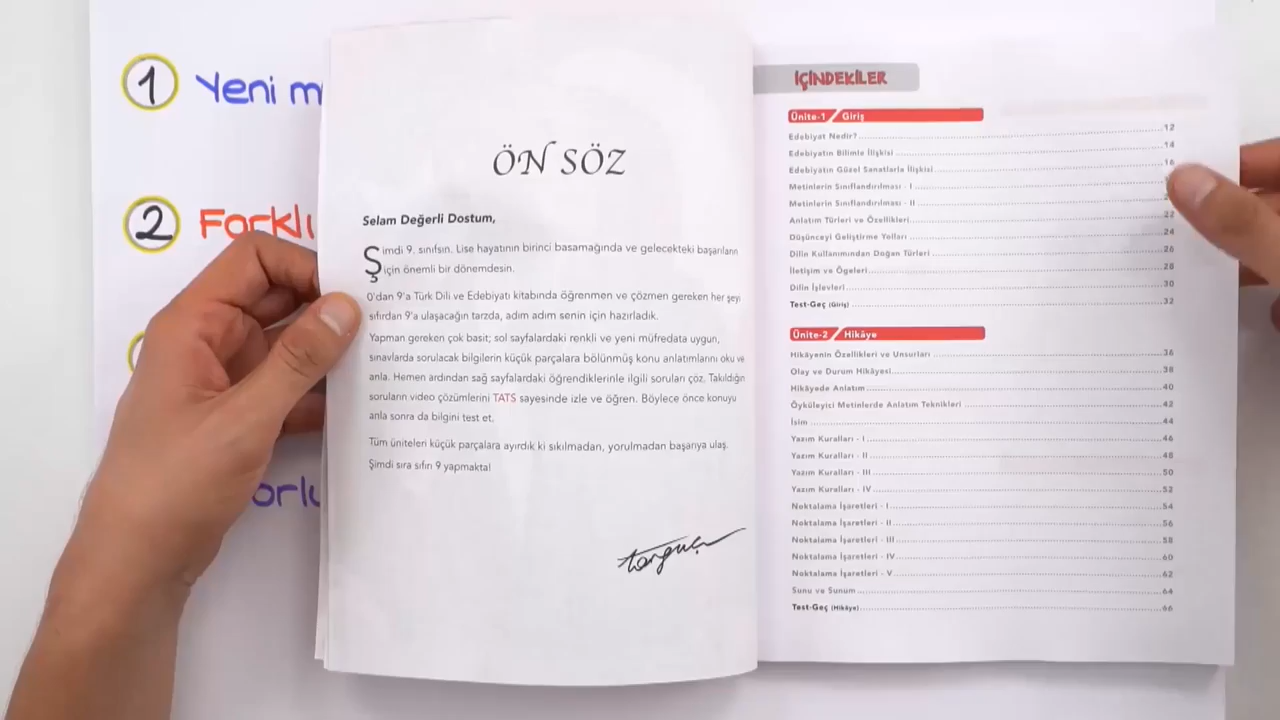 1 Yeni m
2 Farklı
orlu
ÖN SÖZ
Selam Değerli Dostum,
Şimdi 9. sınıfsın. Lise hayatının birinci basamağında ve gelecekteki başarıların
için önemli bir dönemdesin.
0'dan 9'a Türk Dili ve Edebiyatı kitabında öğrenmen ve çözmen gereken her şeyi
sıfırdan 9'a ulaşacağın tarzda, adım adım senin için hazırladık.
Yapman gereken çok basit; sol sayfalardaki renkli ve yeni müfredata uygun,
sınavlarda sorulacak bilgilerin küçük parçalara bölünmüş konu anlatımlarını oku ve
anla. Hemen ardından sağ sayfalardaki öğrendiklerinle ilgili soruları çöz. Takıldığın
soruların video çözümlerini TATS sayesinde izle ve öğren. Böylece önce konuyu
anla sonra da bilgini test et.
Tüm üniteleri küçük parçalara ayırdık ki sıkılmadan, yorulmadan başarıya ulaş.
Şimdi sıra sıfırı 9 yapmakta!
İÇİNDEKİLER
Ünite-1 / Giriş
Edebiyat Nedir? 12
Edebiyatın Bilimle İlişkisi 14
Edebiyatın Güzel Sanatlarla İlişkisi 16
Metinlerin Sınıflandırılması - I
Metinlerin Sınıflandırılması - II
Anlatım Türleri ve Özellikleri 22
Düşünceyi Geliştirme Yolları 24
Dilin Kullanımından Doğan Türleri 26
İletişim ve Ögeleri 28
Dilin İşlevleri 30
Test-Geç (Giriş) 32
Ünite-2 / Hikâye
Hikâyenin Özellikleri ve Unsurları 36
Olay ve Durum Hikâyesi 38
Hikâyede Anlatım 40
Öyküleyici Metinlerde Anlatım Teknikleri 42
İsim 44
Yazım Kuralları - I 46
Yazım Kuralları - II 48
Yazım Kuralları - III 50
Yazım Kuralları - IV 52
Noktalama İşaretleri - I 54
Noktalama İşaretleri - II 56
Noktalama İşaretleri - III 58
Noktalama İşaretleri - IV 60
Noktalama İşaretleri - V 62
Sunu ve Sunum 64
Test-Geç (Hikâye) 66